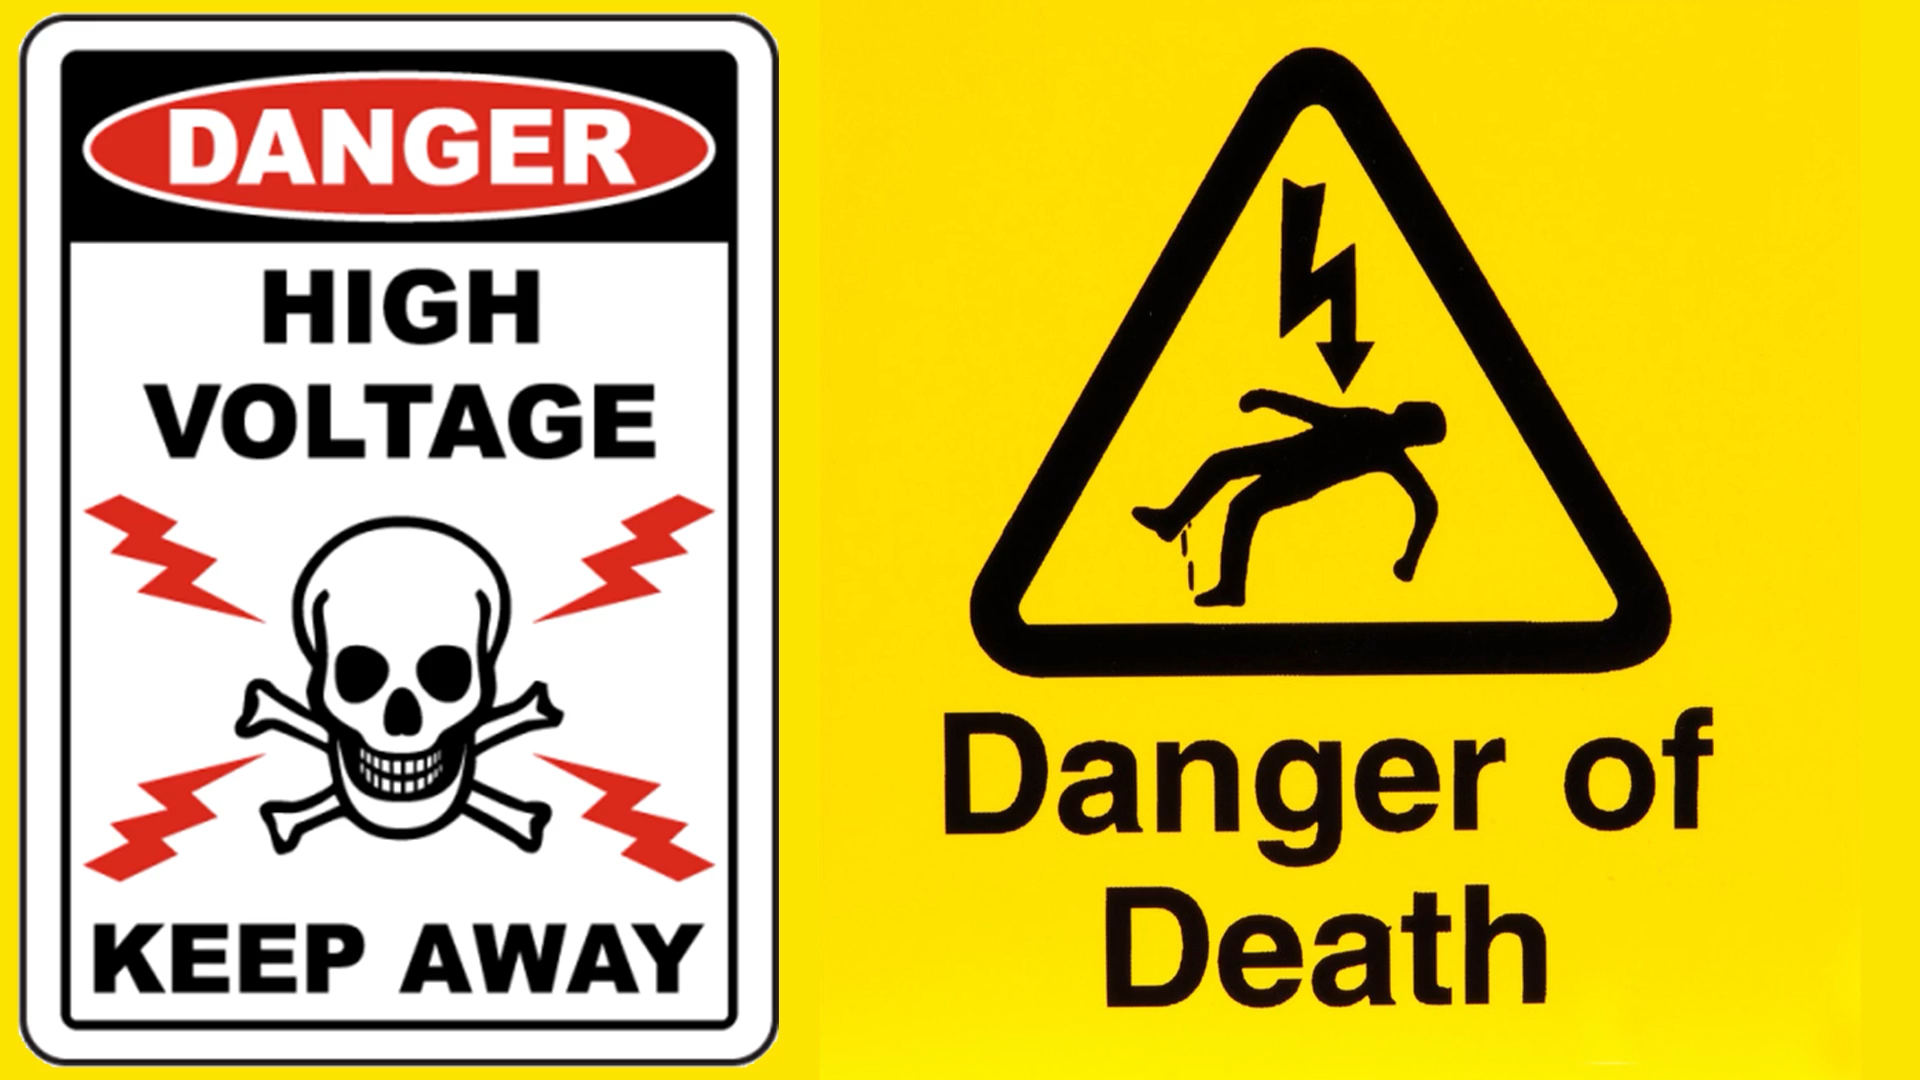 DANGER
HIGH
VOLTAGE
KEEP AWAY
Danger of
Death